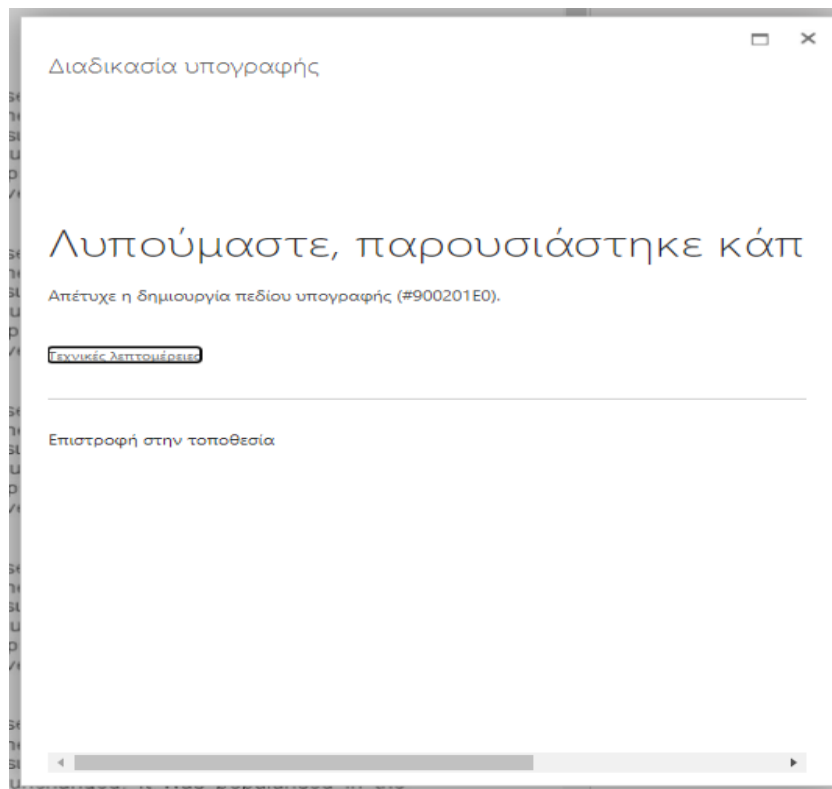 Διαδικασία υπογραφής
Λυπούμαστε, παρουσιάστηκε κάπ
Απέτυχε η δημιουργία πεδίου υπογραφής (#900201E0).
Τεχνικές λεπτομέρειες
Επιστροφή στην τοποθεσία